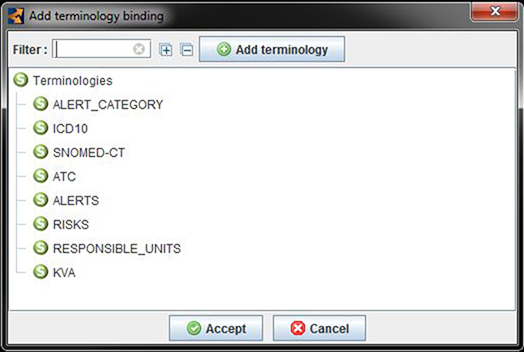 Add terminology binding
Filter : Add terminology
Terminologies
ALERT_CATEGORY
ICD10
SNOMED-CT
ATC
ALERTS
RISKS
RESPONSIBLE_UNITS
KVA
Accept Cancel